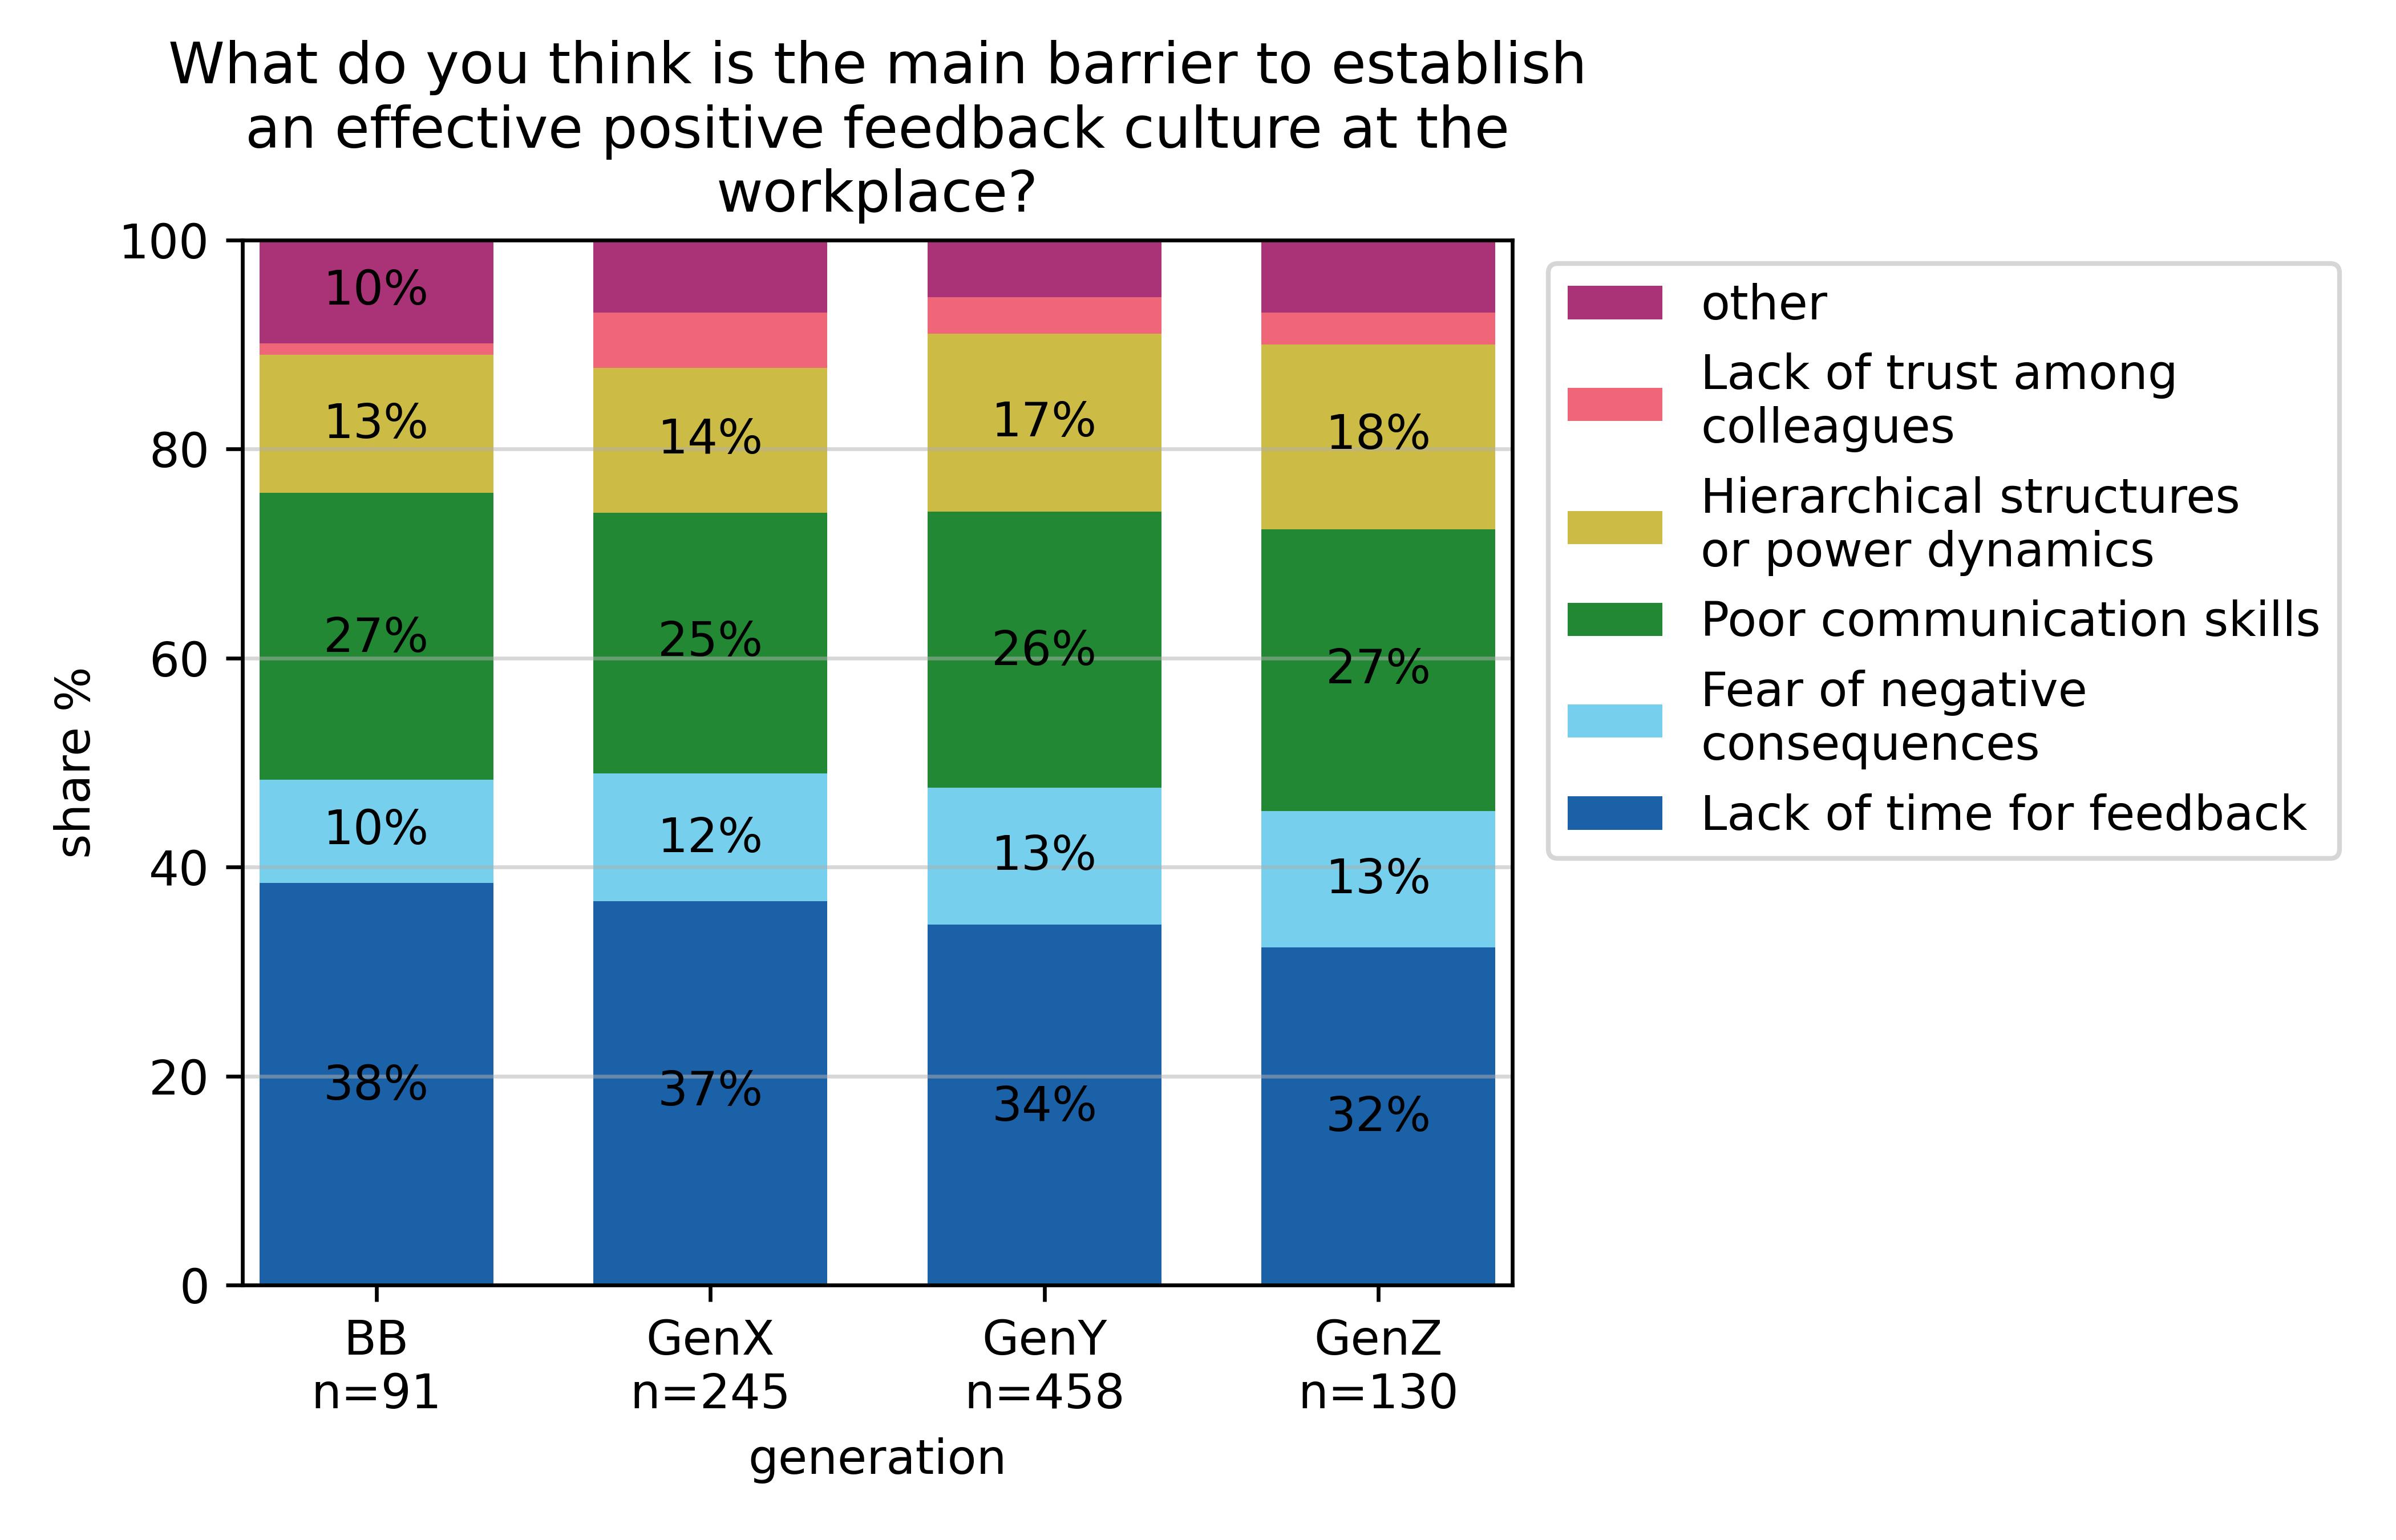 What do you think is the main barrier to establish
an effective positive feedback culture at the
workplace?
share %
100
80
60
40
20
0
10%
13%
27%
10%
38%
14%
25%
12%
37%
17%
26%
13%
34%
18%
27%
13%
32%
BB
n=91
GenX
n=245
GenY
n=458
GenZ
n=130
generation
other
Lack of trust among
colleagues
Hierarchical structures
or power dynamics
Poor communication skills
Fear of negative
consequences
Lack of time for feedback